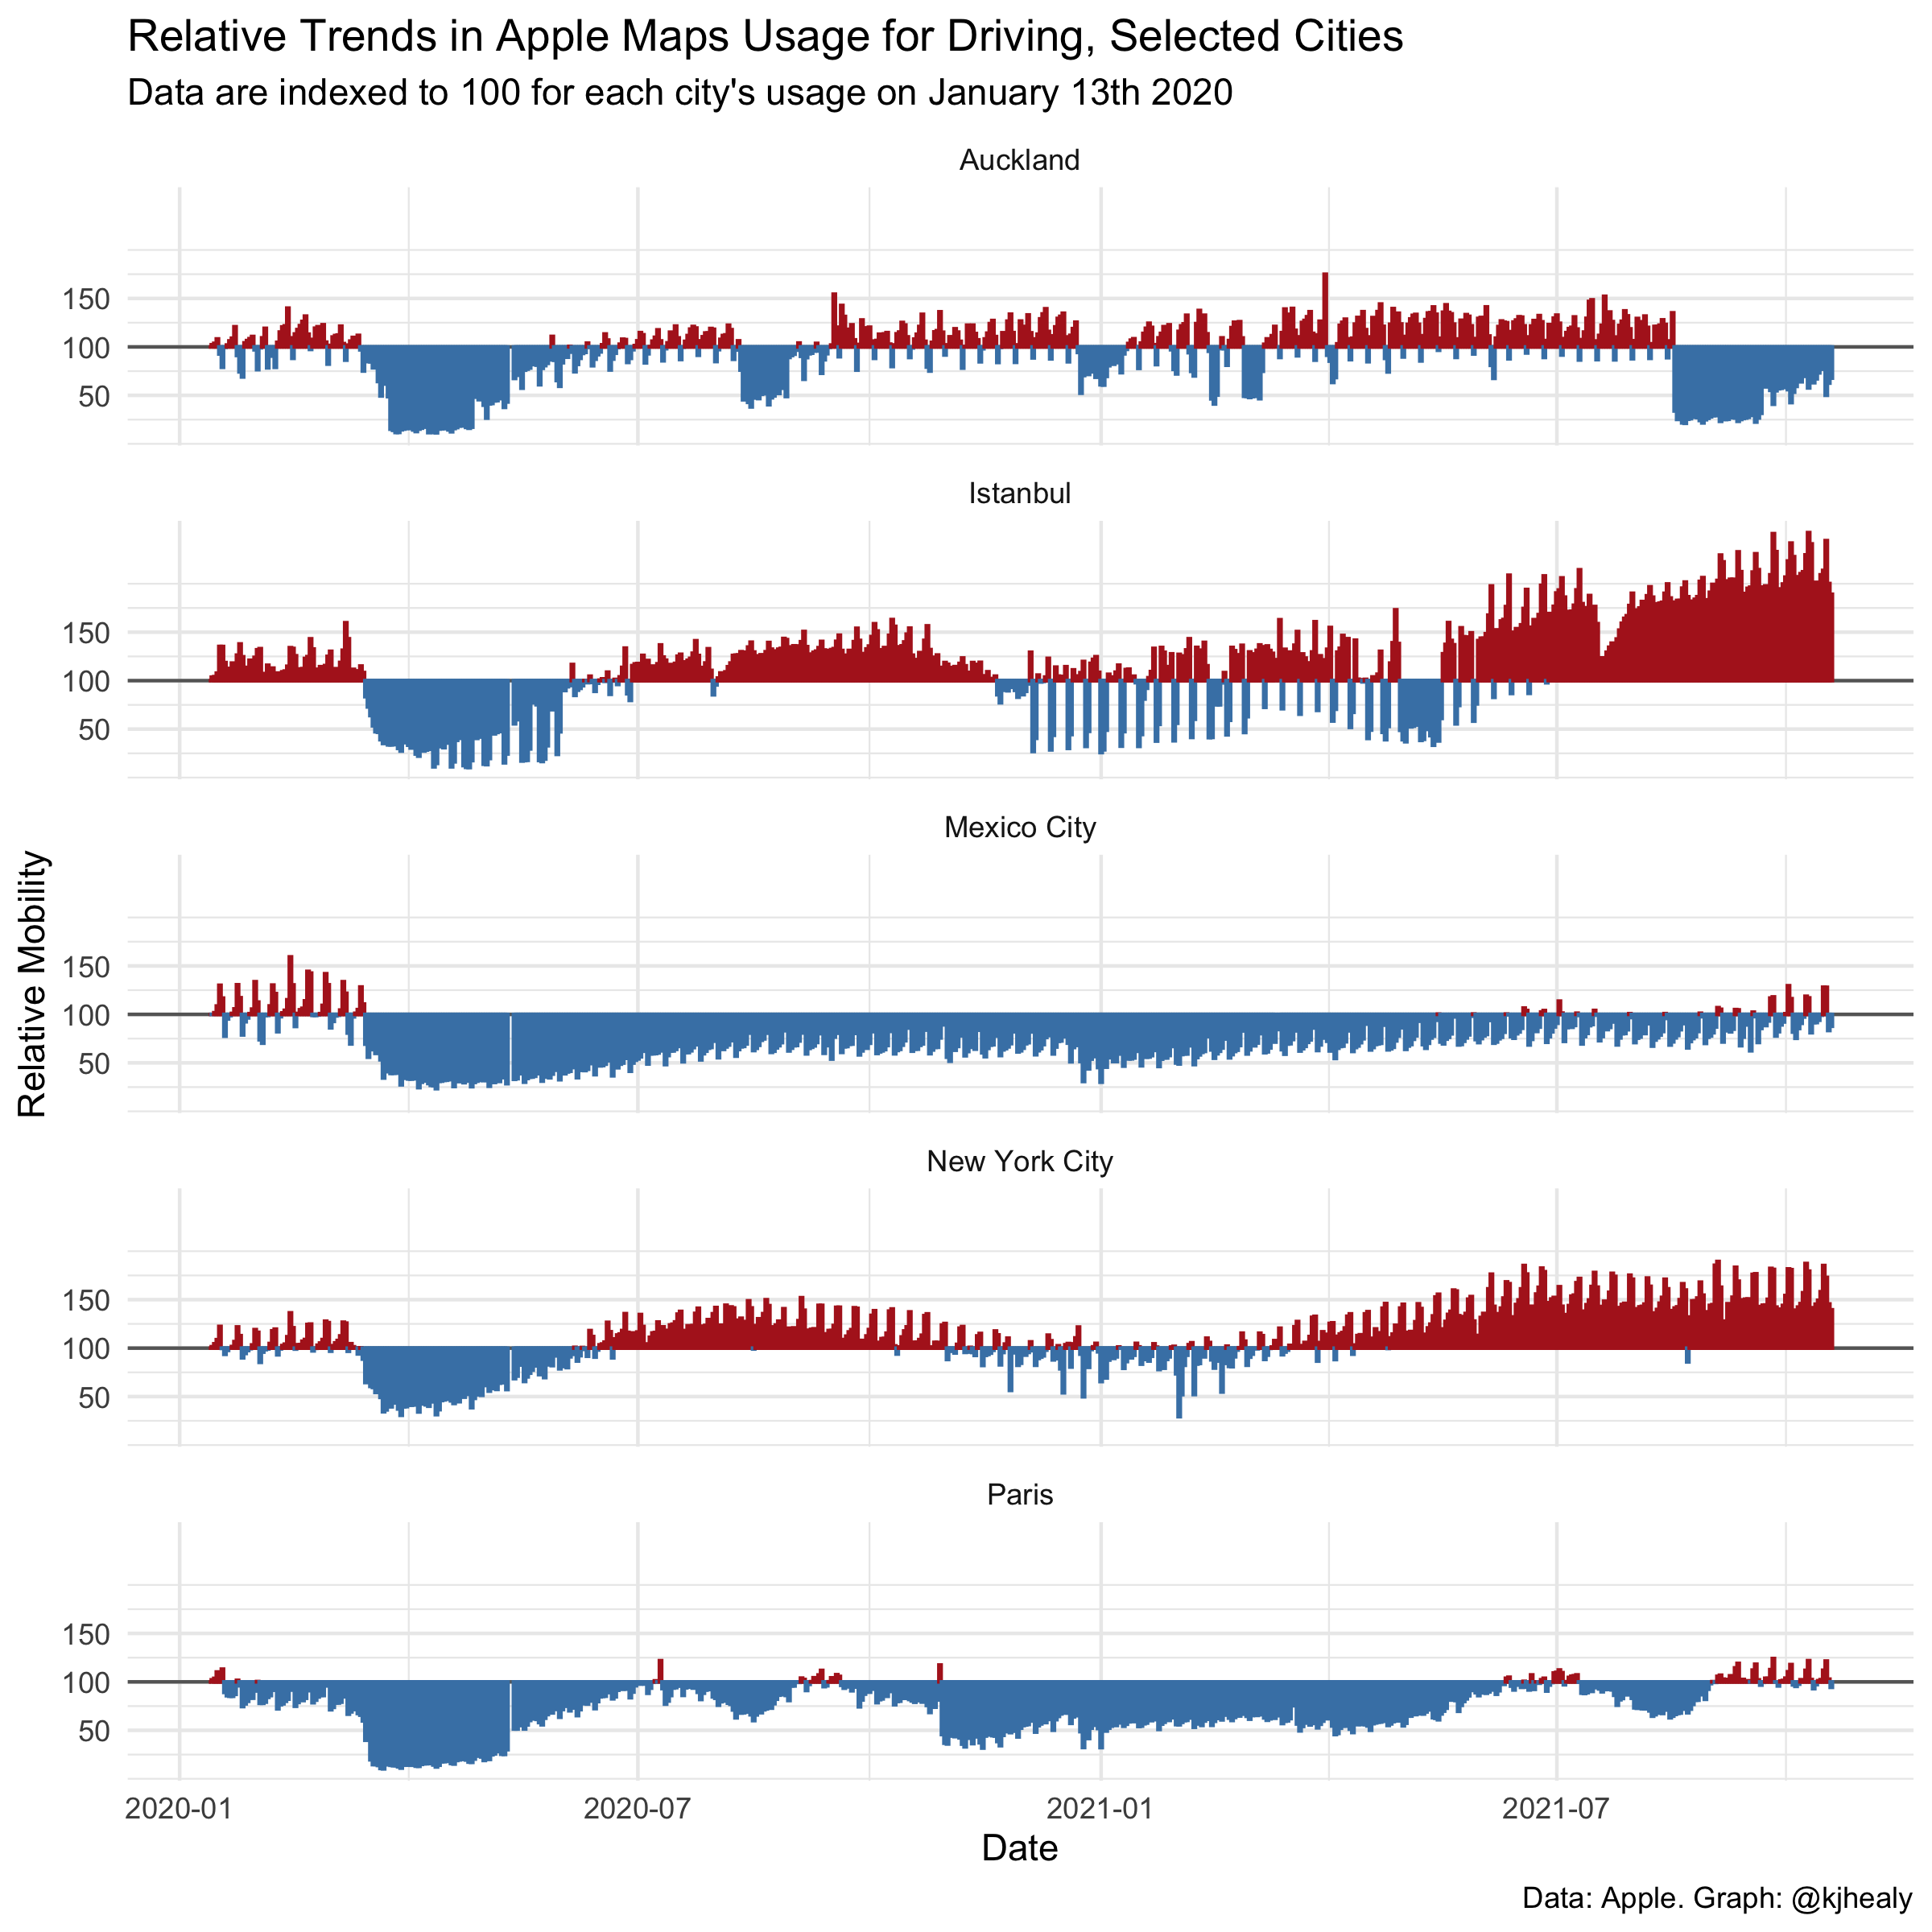 Relative Trends in Apple Maps Usage for Driving, Selected Cities
Data are indexed to 100 for each city's usage on January 13th 2020
Relative Mobility
Auckland
150
100
50
Istanbul
150
100
50
Mexico City
150
100
50
New York City
150
100
50
Paris
150
100
50
2020-01 2020-07 2021-01 2021-07
Date
Data: Apple. Graph: @kjhealy